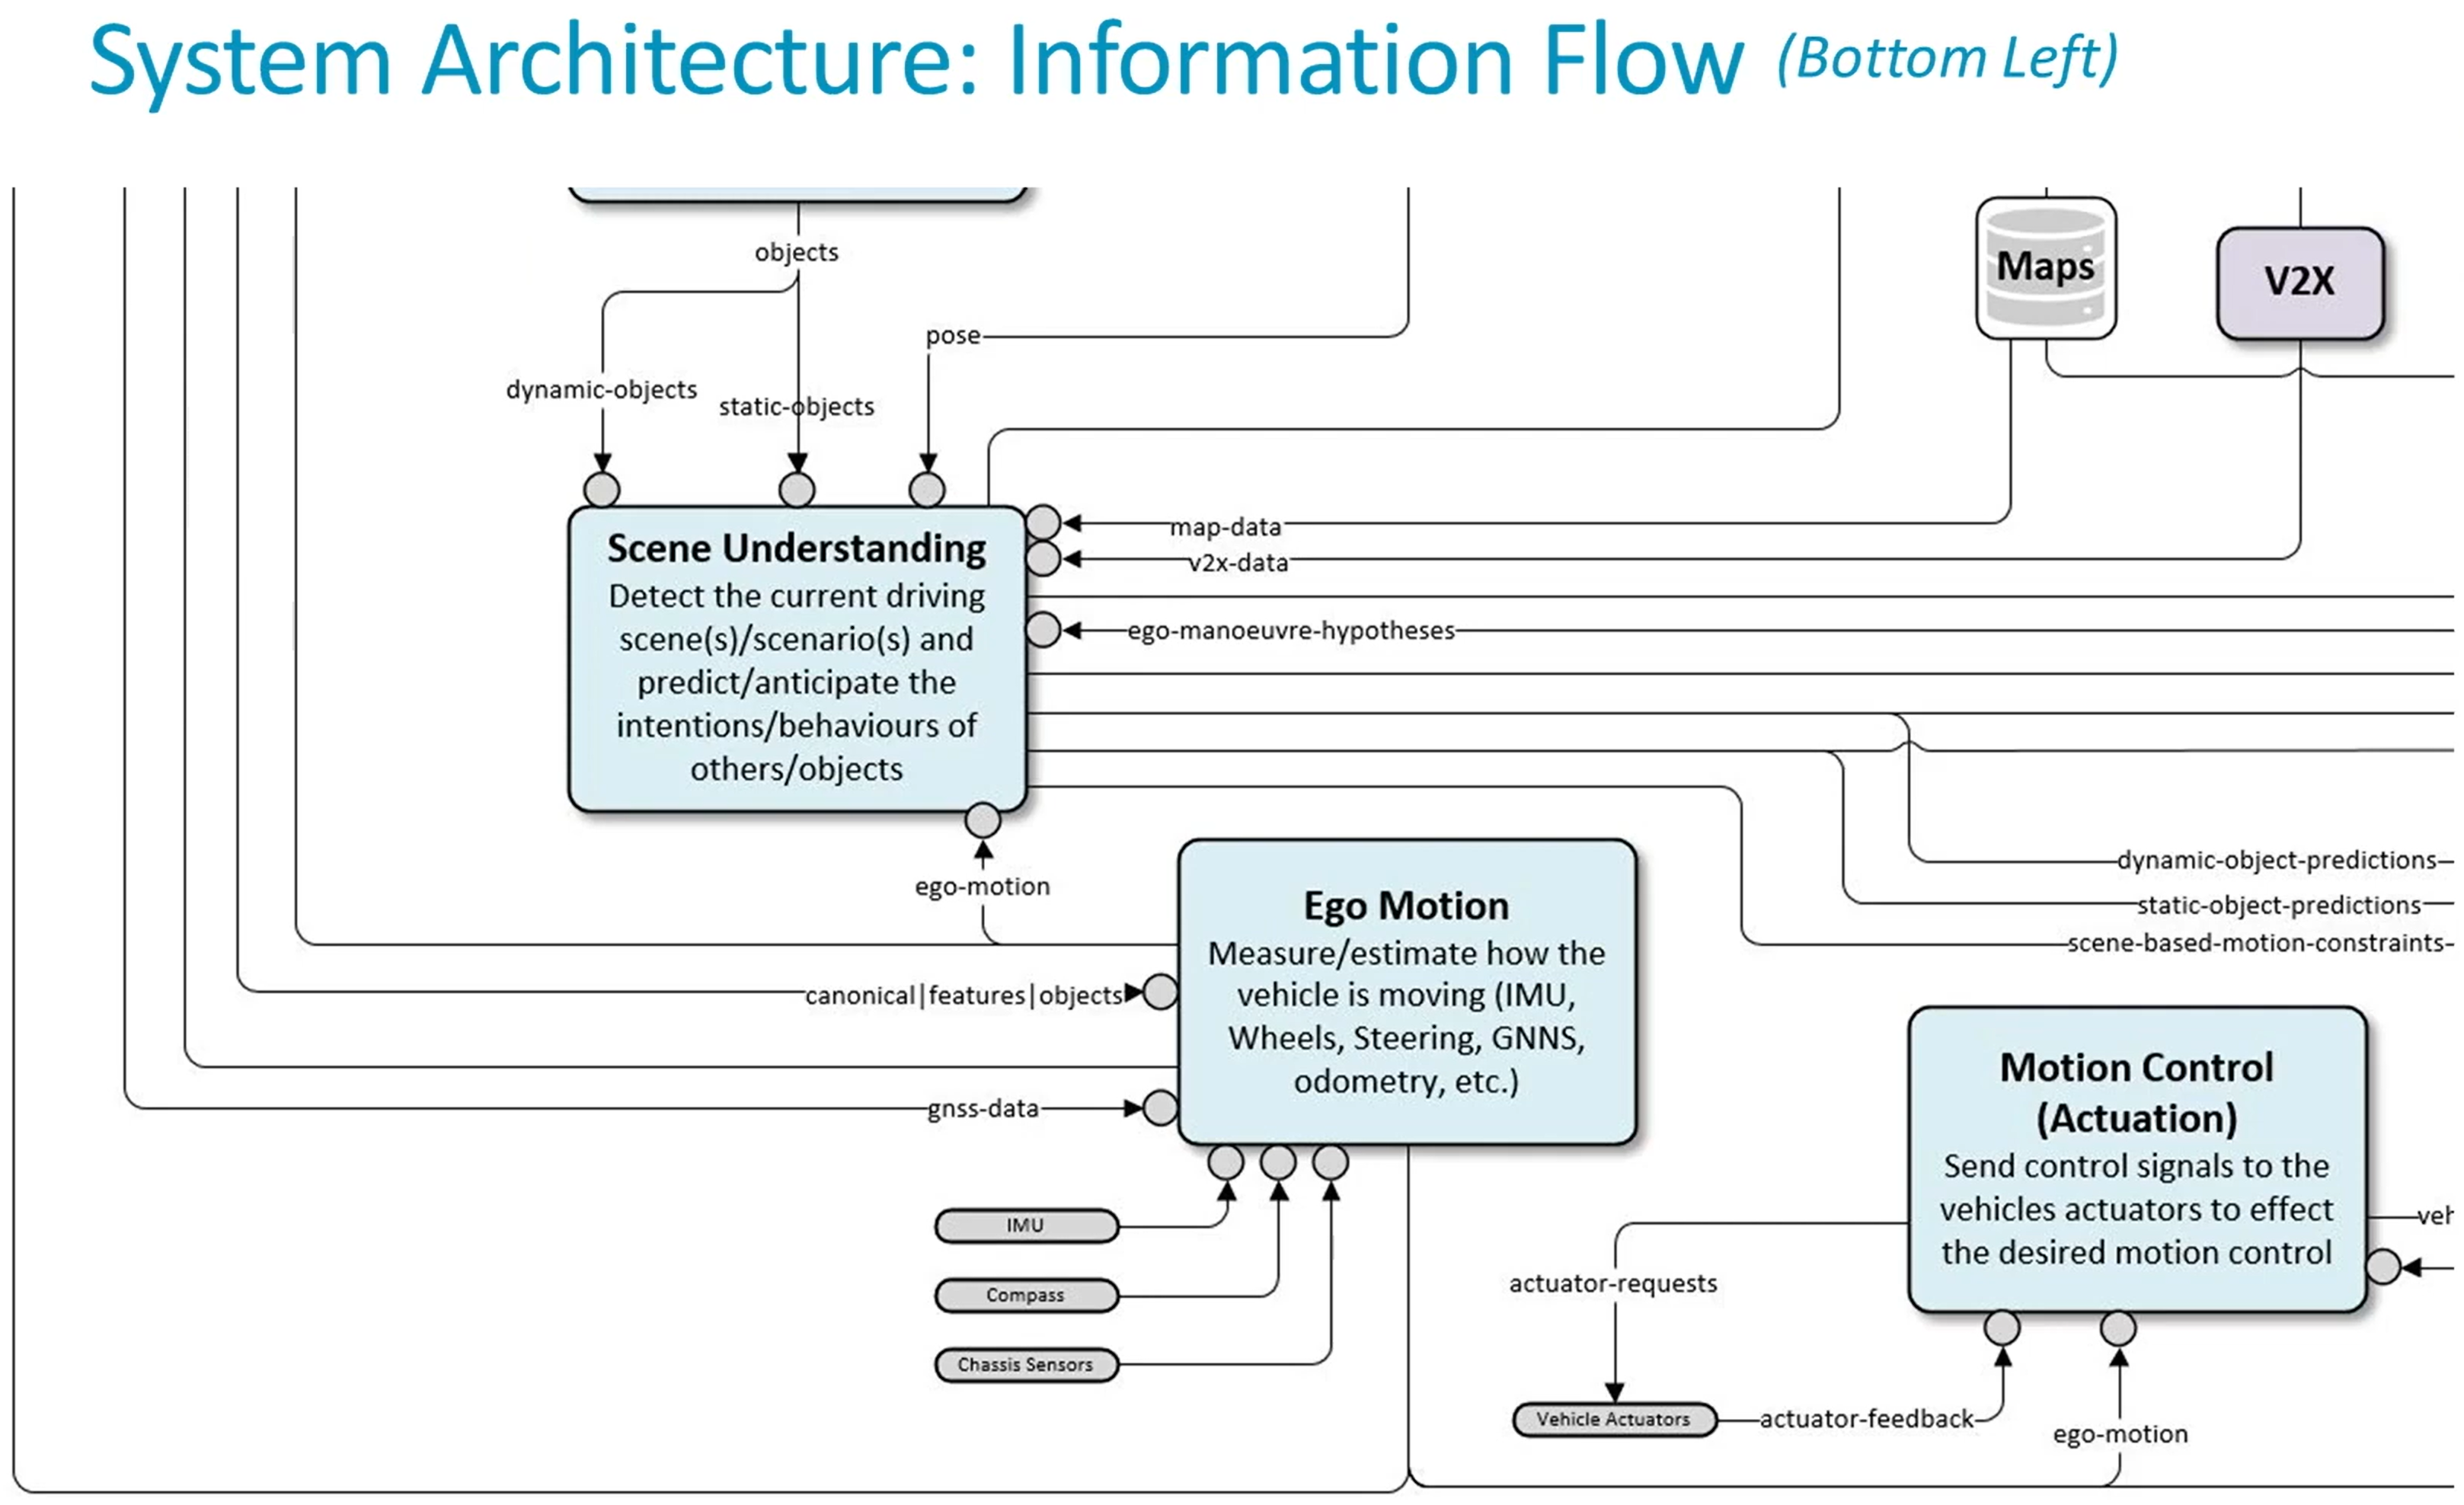 System Architecture: Information Flow (Bottom Left)
objects
Maps
V2X
pose
dynamic-objects
static-objects
map-data
v2x-data
ego-manoeuvre-hypotheses
Scene Understanding
Detect the current driving
scene(s)/scenario(s) and
predict/anticipate the
intentions/behaviours of
others/objects
dynamic-object-predictions
static-object-predictions
scene-based-motion-constraints
ego-motion
Ego Motion
Measure/estimate how the
vehicle is moving (IMU,
Wheels, Steering, GNNS,
odometry, etc.)
canonical|features|objects
gnss-data
IMU
Compass
Chassis Sensors
Motion Control
(Actuation)
Send control signals to the
vehicles actuators to effect
the desired motion control
actuator-requests
Vehicle Actuators
actuator-feedback
ego-motion